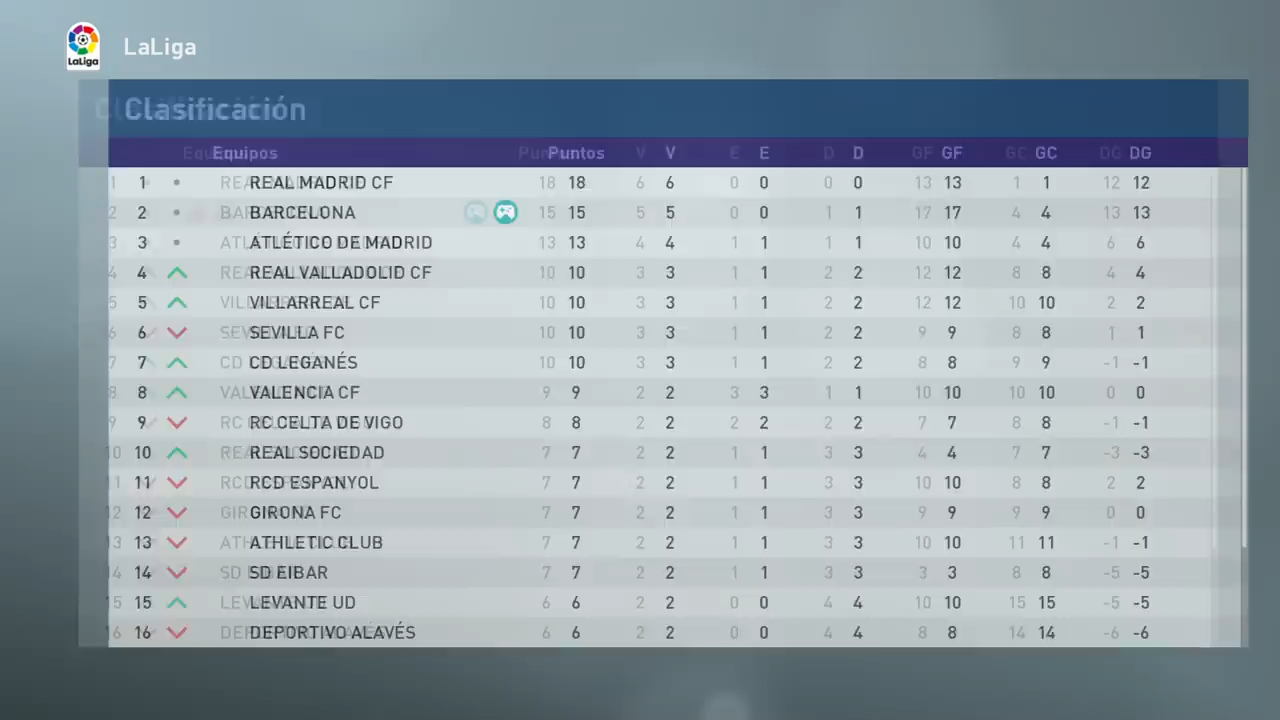 LaLiga
LaLiga
Clasificación
Equipos Puntos V E D GF GC DG
1 REAL MADRID CF 18 6 0 0 13 1 12
2 BARCELONA 15 5 0 1 17 4 13
3 ATLÉTICO DE MADRID 13 4 1 1 10 4 6
4 REAL VALLADOLID CF 10 3 1 2 12 8 4
5 VILLARREAL CF 10 3 1 2 12 10 2
6 SEVILLA FC 10 3 1 2 9 8 1
7 CD LEGANÉS 10 3 1 2 8 9 -1
8 VALENCIA CF 9 2 3 1 10 10 0
9 RC CELTA DE VIGO 8 2 2 2 7 8 -1
10 REAL SOCIEDAD 7 2 1 3 4 7 -3
11 RCD ESPANYOL 7 2 1 3 10 8 2
12 GIRONA FC 7 2 1 3 9 9 0
13 ATHLETIC CLUB 7 2 1 3 10 11 -1
14 SD EIBAR 7 2 1 3 3 8 -5
15 LEVANTE UD 6 2 0 4 10 15 -5
16 DEPORTIVO ALAVÉS 6 2 0 4 8 14 -6